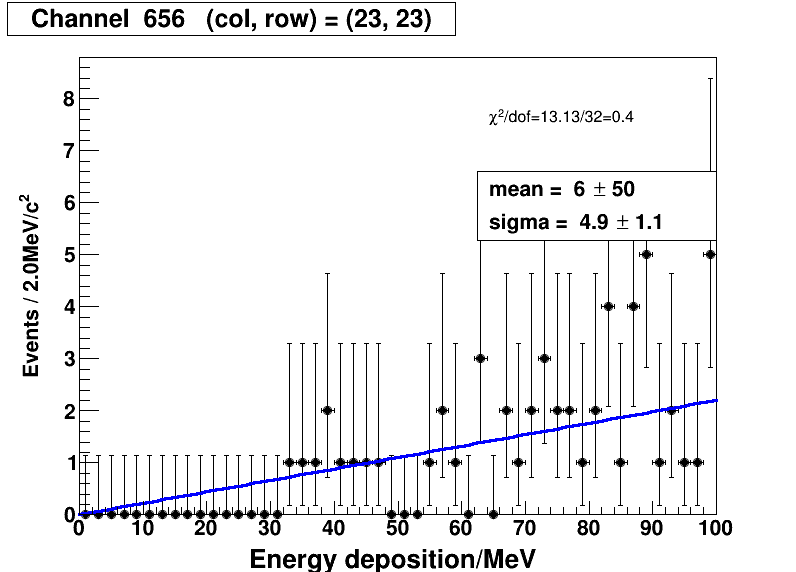 Channel  656   (col, row) = (23, 23)
χ²/dof=13.13/32=0.4
mean =  6 ± 50
sigma =  4.9 ± 1.1
Events / 2.0MeV/c²
8
7
6
5
4
3
2
1
0
0 10 20 30 40 50 60 70 80 90 100
Energy deposition/MeV